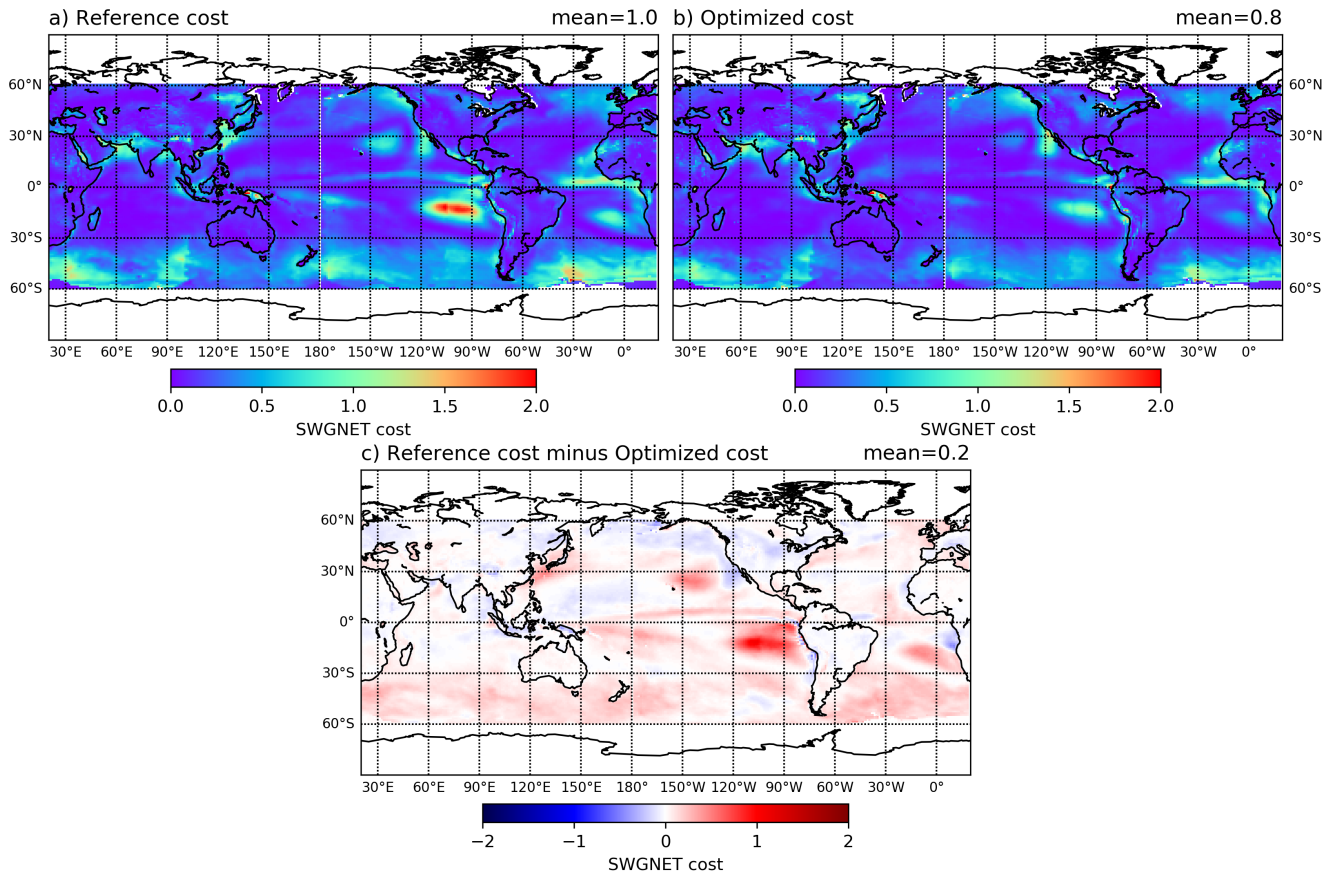 a) Reference cost mean=1.0
b) Optimized cost mean=0.8
60°N
30°N
0°
30°S
60°S
60°N
30°N
0°
30°S
60°S
30°E 60°E 90°E 120°E 150°E 180° 150°W 120°W 90°W 60°W 30°W 0°
30°E 60°E 90°E 120°E 150°E 180° 150°W 120°W 90°W 60°W 30°W 0°
0.0 0.5 1.0 1.5 2.0
SWGNET cost
0.0 0.5 1.0 1.5 2.0
SWGNET cost
c) Reference cost minus Optimized cost mean=0.2
60°N
30°N
0°
30°S
60°S
30°E 60°E 90°E 120°E 150°E 180° 150°W 120°W 90°W 60°W 30°W 0°
−2 −1 0 1 2
SWGNET cost